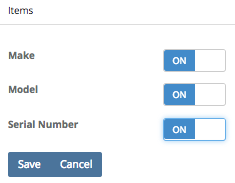 Items
Make ON
Model ON
Serial Number ON
Save Cancel